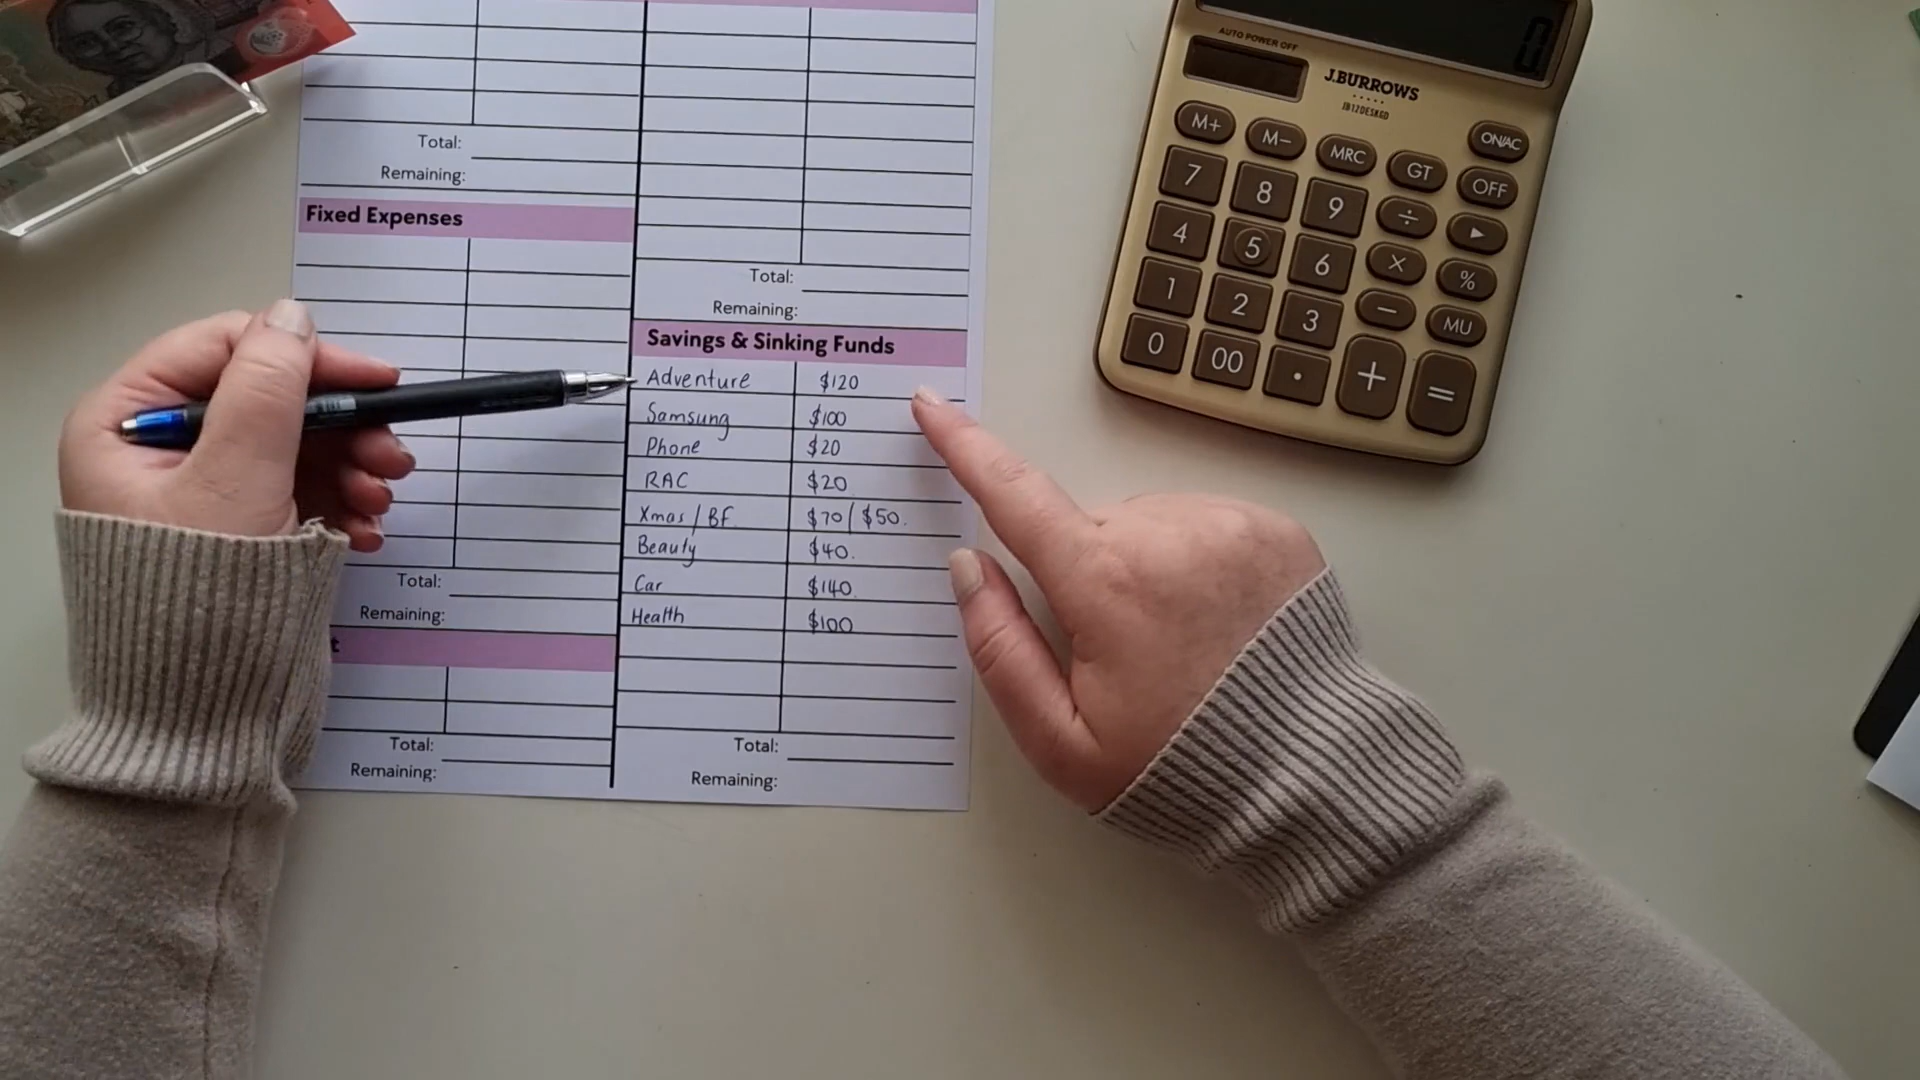 Total:
Remaining:
Fixed Expenses
Total:
Remaining:
t
Total:
Remaining:
Total:
Remaining:
Savings & Sinking Funds
Adventure $120
Samsung $100
Phone $20
RAC $20
Xmas / BF. $70 / $50.
Beauty $40.
Car $140.
Health $100
Total:
Remaining:
0
AUTO POWER OFF
J.BURROWS
JB12DESKGD
M+ M− MRC GT ON/AC
7 8 9 ÷ OFF
4 5 6 × ▶
1 2 3 − %
0 00 . + = MU